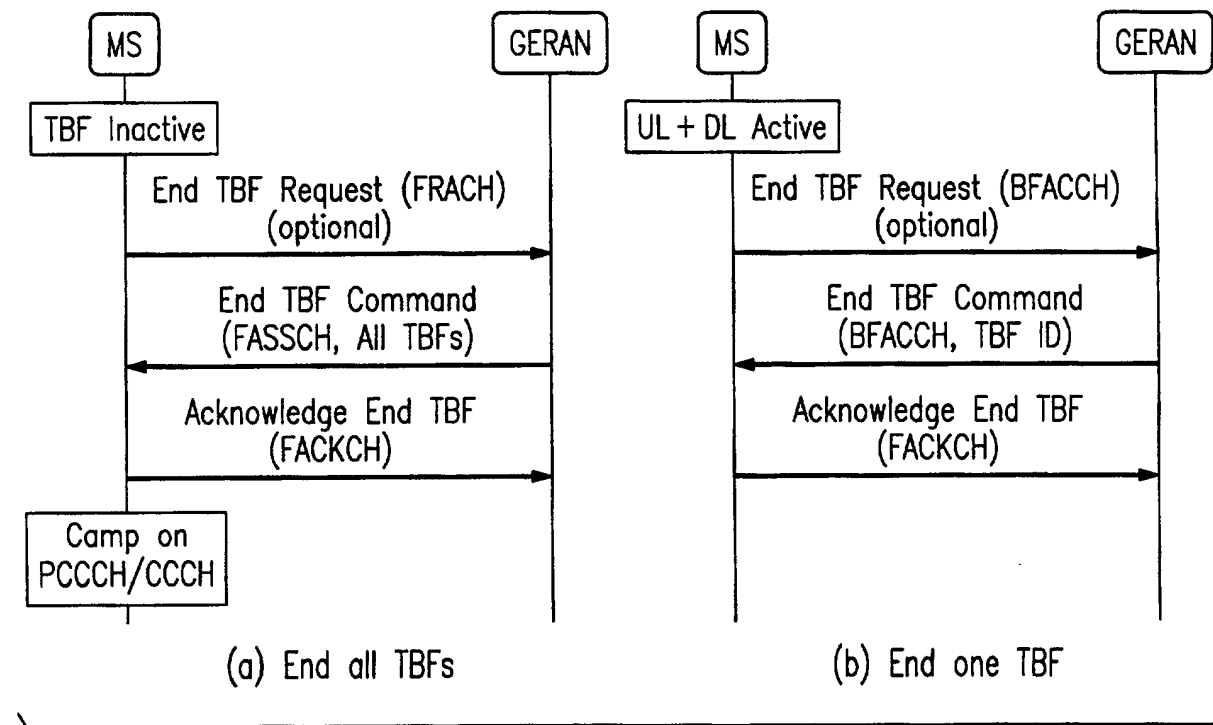 MS
GERAN
TBF Inactive
End TBF Request (FRACH)
(optional)
End TBF Command
(FASSCH, All TBFs)
Acknowledge End TBF
(FACKCH)
Camp on
PCCCH/CCCH
(a) End all TBFs
MS
GERAN
UL + DL Active
End TBF Request (BFACCH)
(optional)
End TBF Command
(BFACCH, TBF ID)
Acknowledge End TBF
(FACKCH)
(b) End one TBF